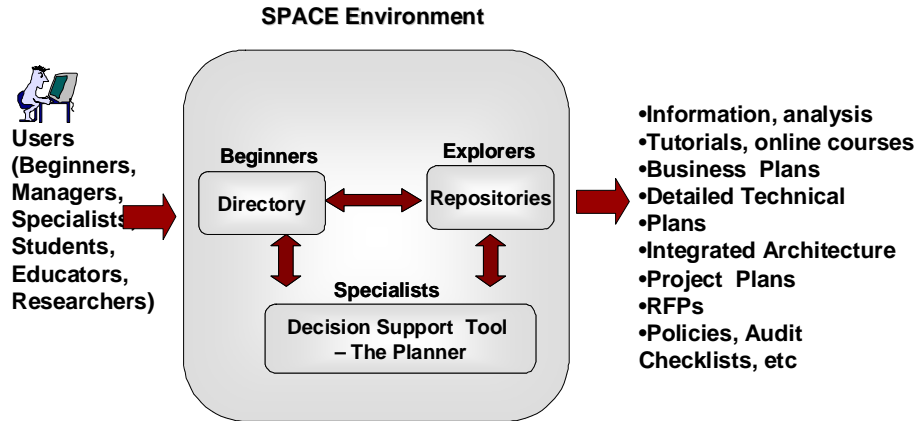 SPACE Environment
Users
(Beginners,
Managers,
Specialists,
Students,
Educators,
Researchers)
Beginners
Directory
Explorers
Repositories
Specialists
Decision Support Tool
– The Planner
•Information, analysis
•Tutorials, online courses
•Business Plans
•Detailed Technical
•Plans
•Integrated Architecture
•Project Plans
•RFPs
•Policies, Audit
Checklists, etc